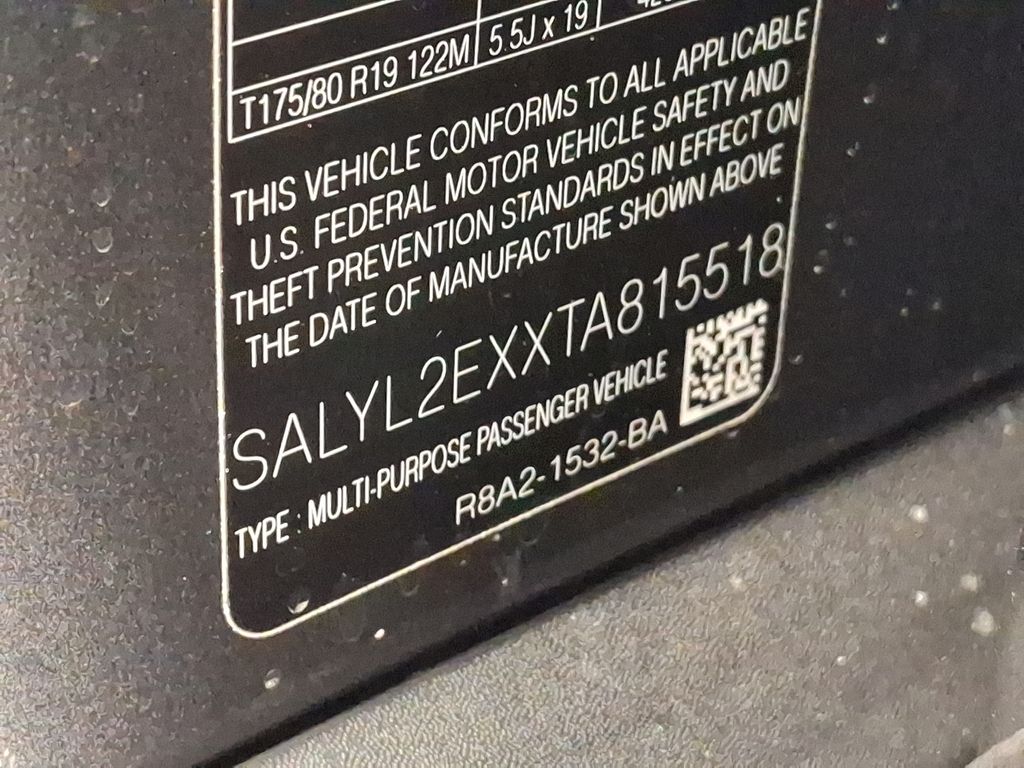 T175/80 R19 122M 5.5J x 19
THIS VEHICLE CONFORMS TO ALL APPLICABLE
U.S. FEDERAL MOTOR VEHICLE SAFETY AND
THEFT PREVENTION STANDARDS IN EFFECT ON
THE DATE OF MANUFACTURE SHOWN ABOVE
SALYL2EXXTA815518
TYPE : MULTI-PURPOSE PASSENGER VEHICLE
R8A2-1532-BA